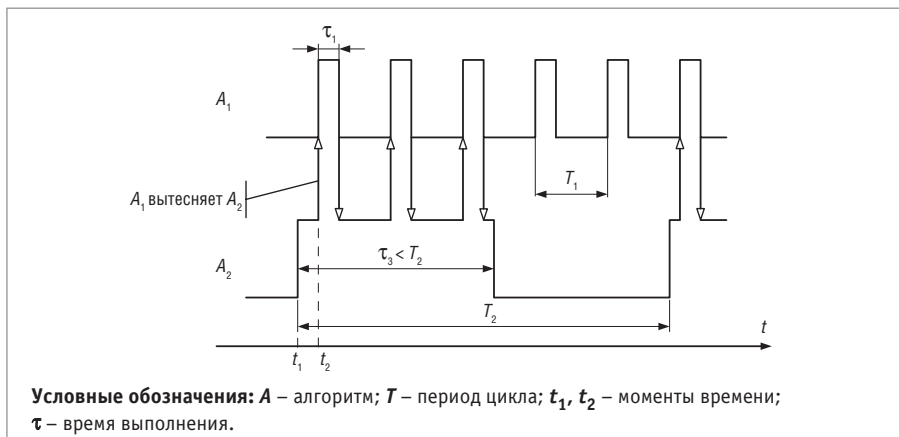 τ₁
A₁
T₁
A₁ вытесняет A₂
τ₃ < T₂
A₂
T₂
t
t₁ t₂
Условные обозначения: A – алгоритм; T – период цикла; t₁, t₂ – моменты времени;
τ – время выполнения.